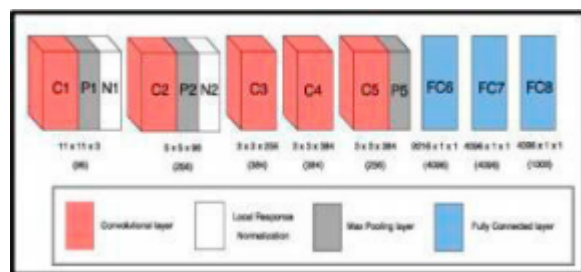 C1 P1 N1 C2 P2 N2 C3 C4 C5 P5 FC6 FC7 FC8
11 x 11 x 3 5 x 5 x 96 3 x 3 x 256 3 x 3 x 384 3 x 3 x 384 9216 x 1 x 1 4096 x 1 x 1 4096 x 1 x 1
(96) (256) (384) (384) (256) (4096) (4096) (1000)
Convolutional layer
Local Response
Normalization
Max Pooling layer
Fully Connected layer